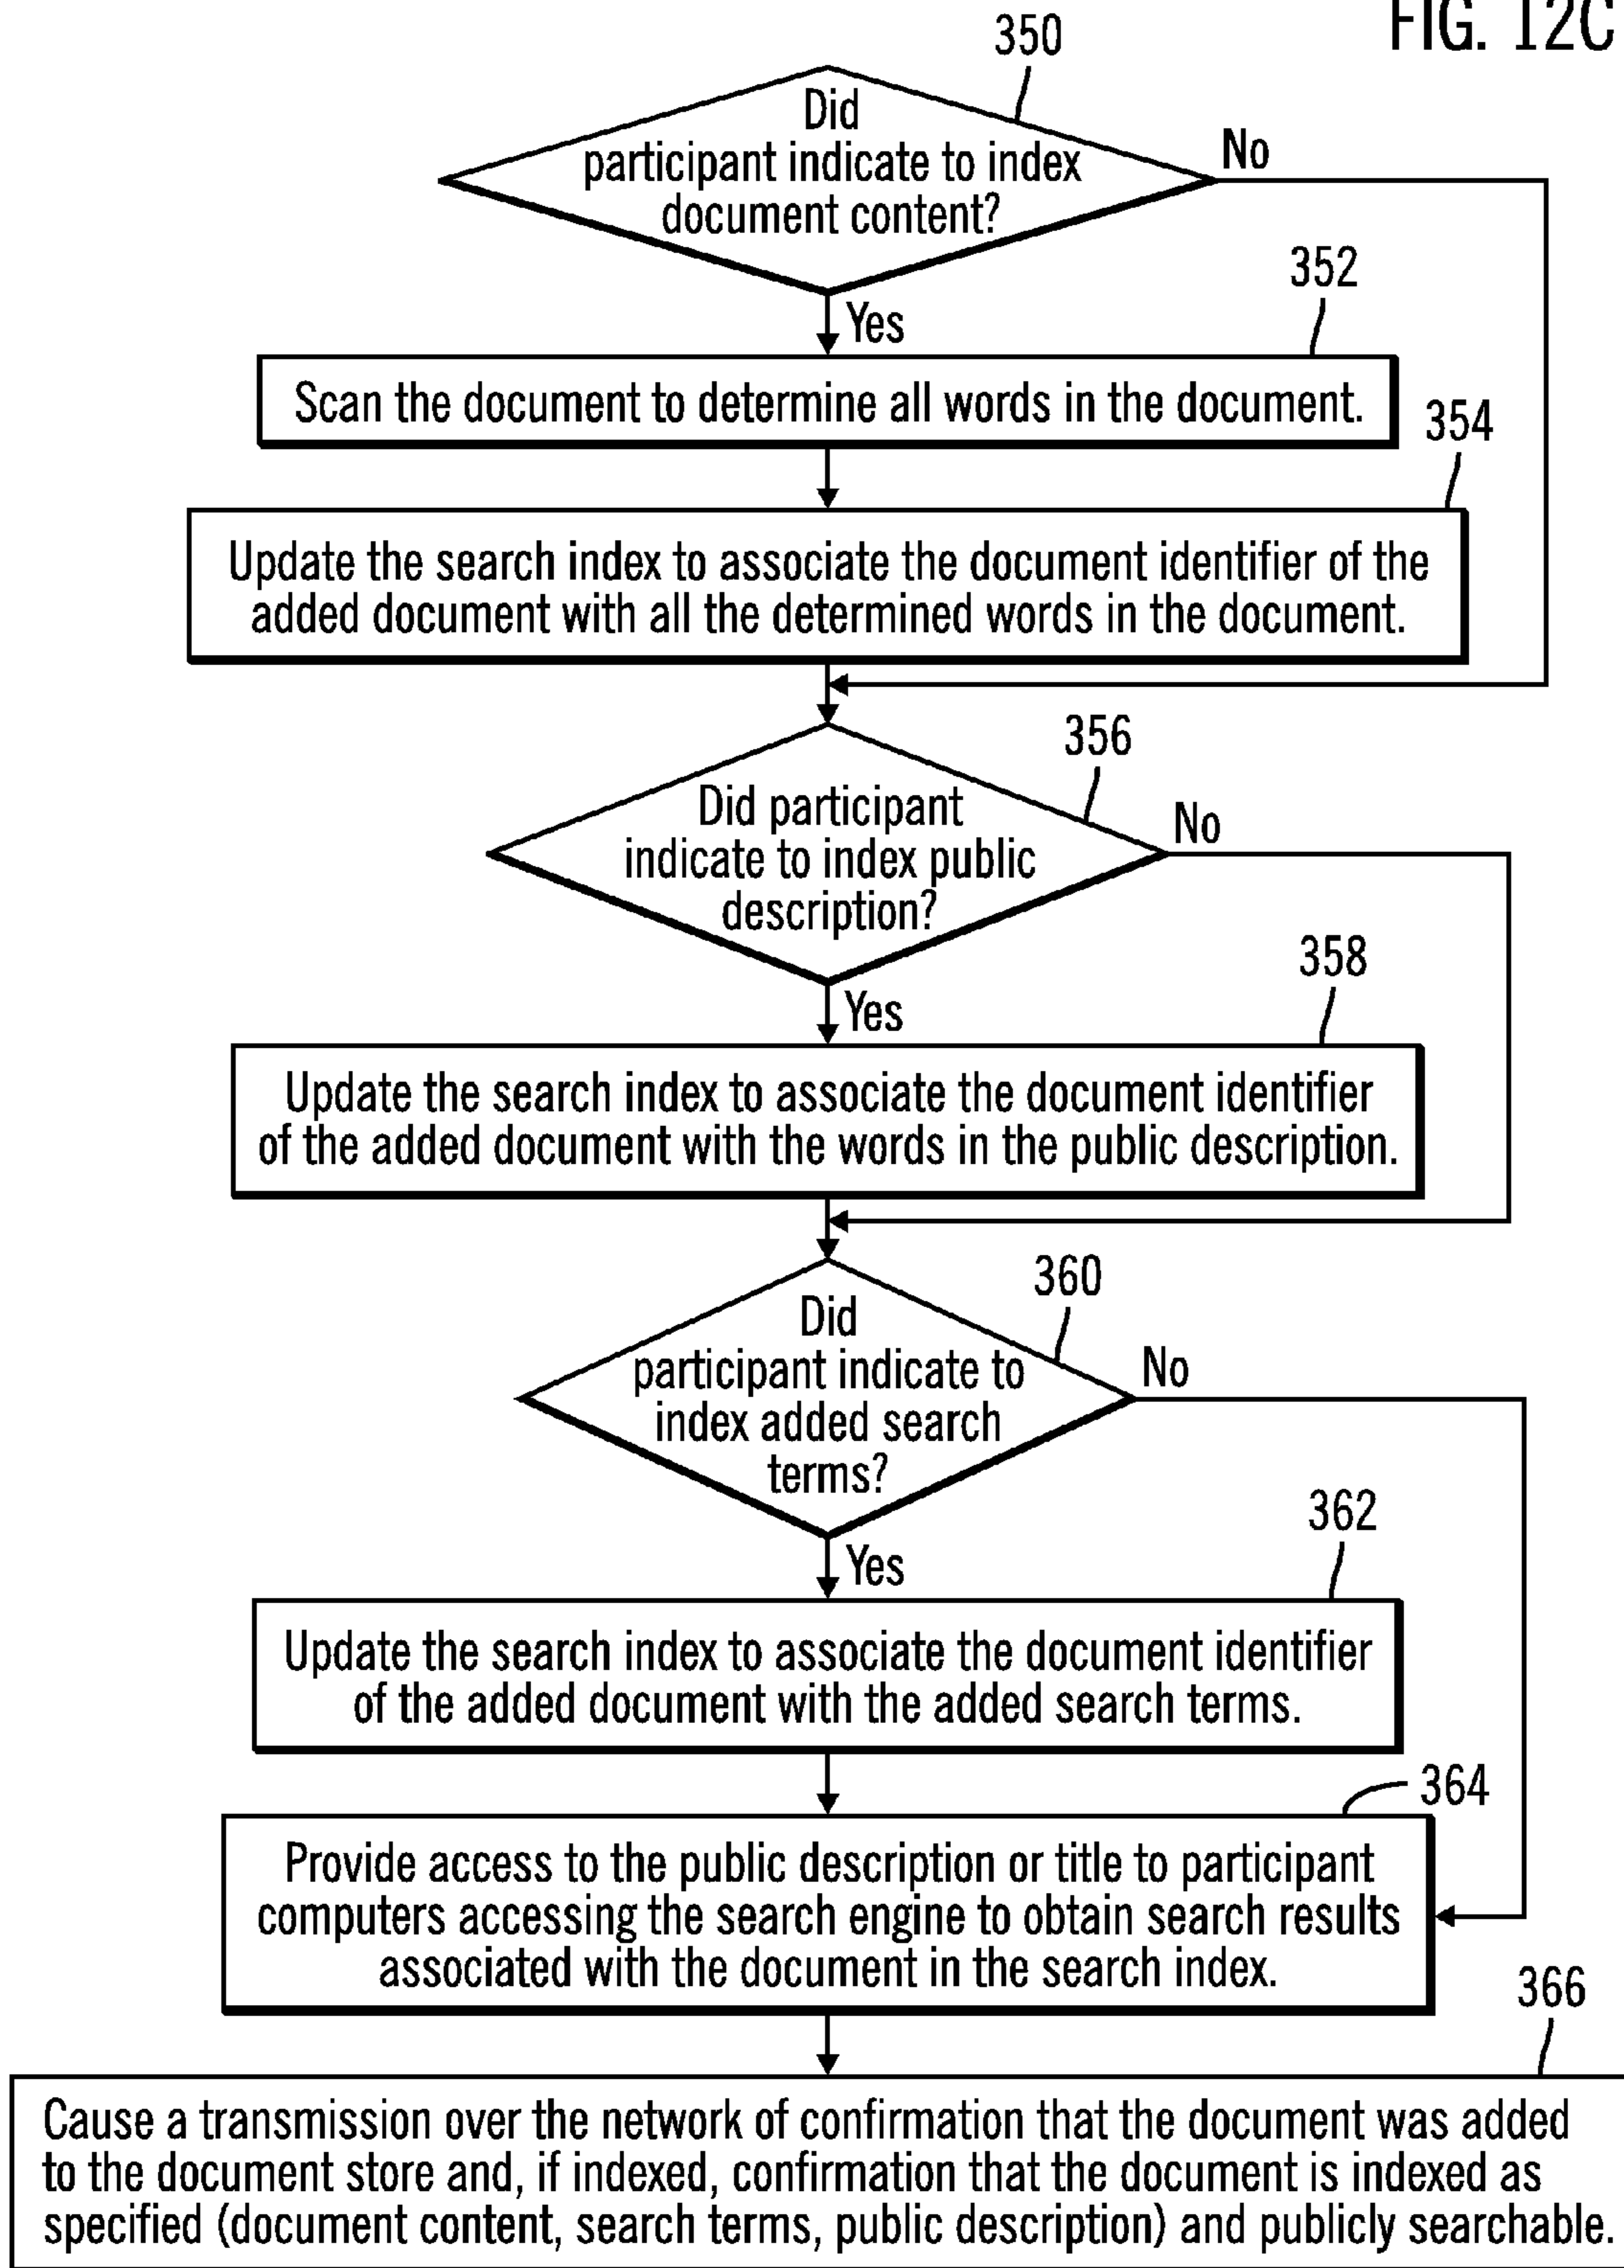 FIG. 12C
350
Did
participant indicate to index
document content?
No
Yes
352
Scan the document to determine all words in the document.
354
Update the search index to associate the document identifier of the
added document with all the determined words in the document.
356
Did participant
indicate to index public
description?
No
Yes
358
Update the search index to associate the document identifier
of the added document with the words in the public description.
360
Did
participant indicate to
index added search
terms?
No
Yes
362
Update the search index to associate the document identifier
of the added document with the added search terms.
364
Provide access to the public description or title to participant
computers accessing the search engine to obtain search results
associated with the document in the search index.
366
Cause a transmission over the network of confirmation that the document was added
to the document store and, if indexed, confirmation that the document is indexed as
specified (document content, search terms, public description) and publicly searchable.